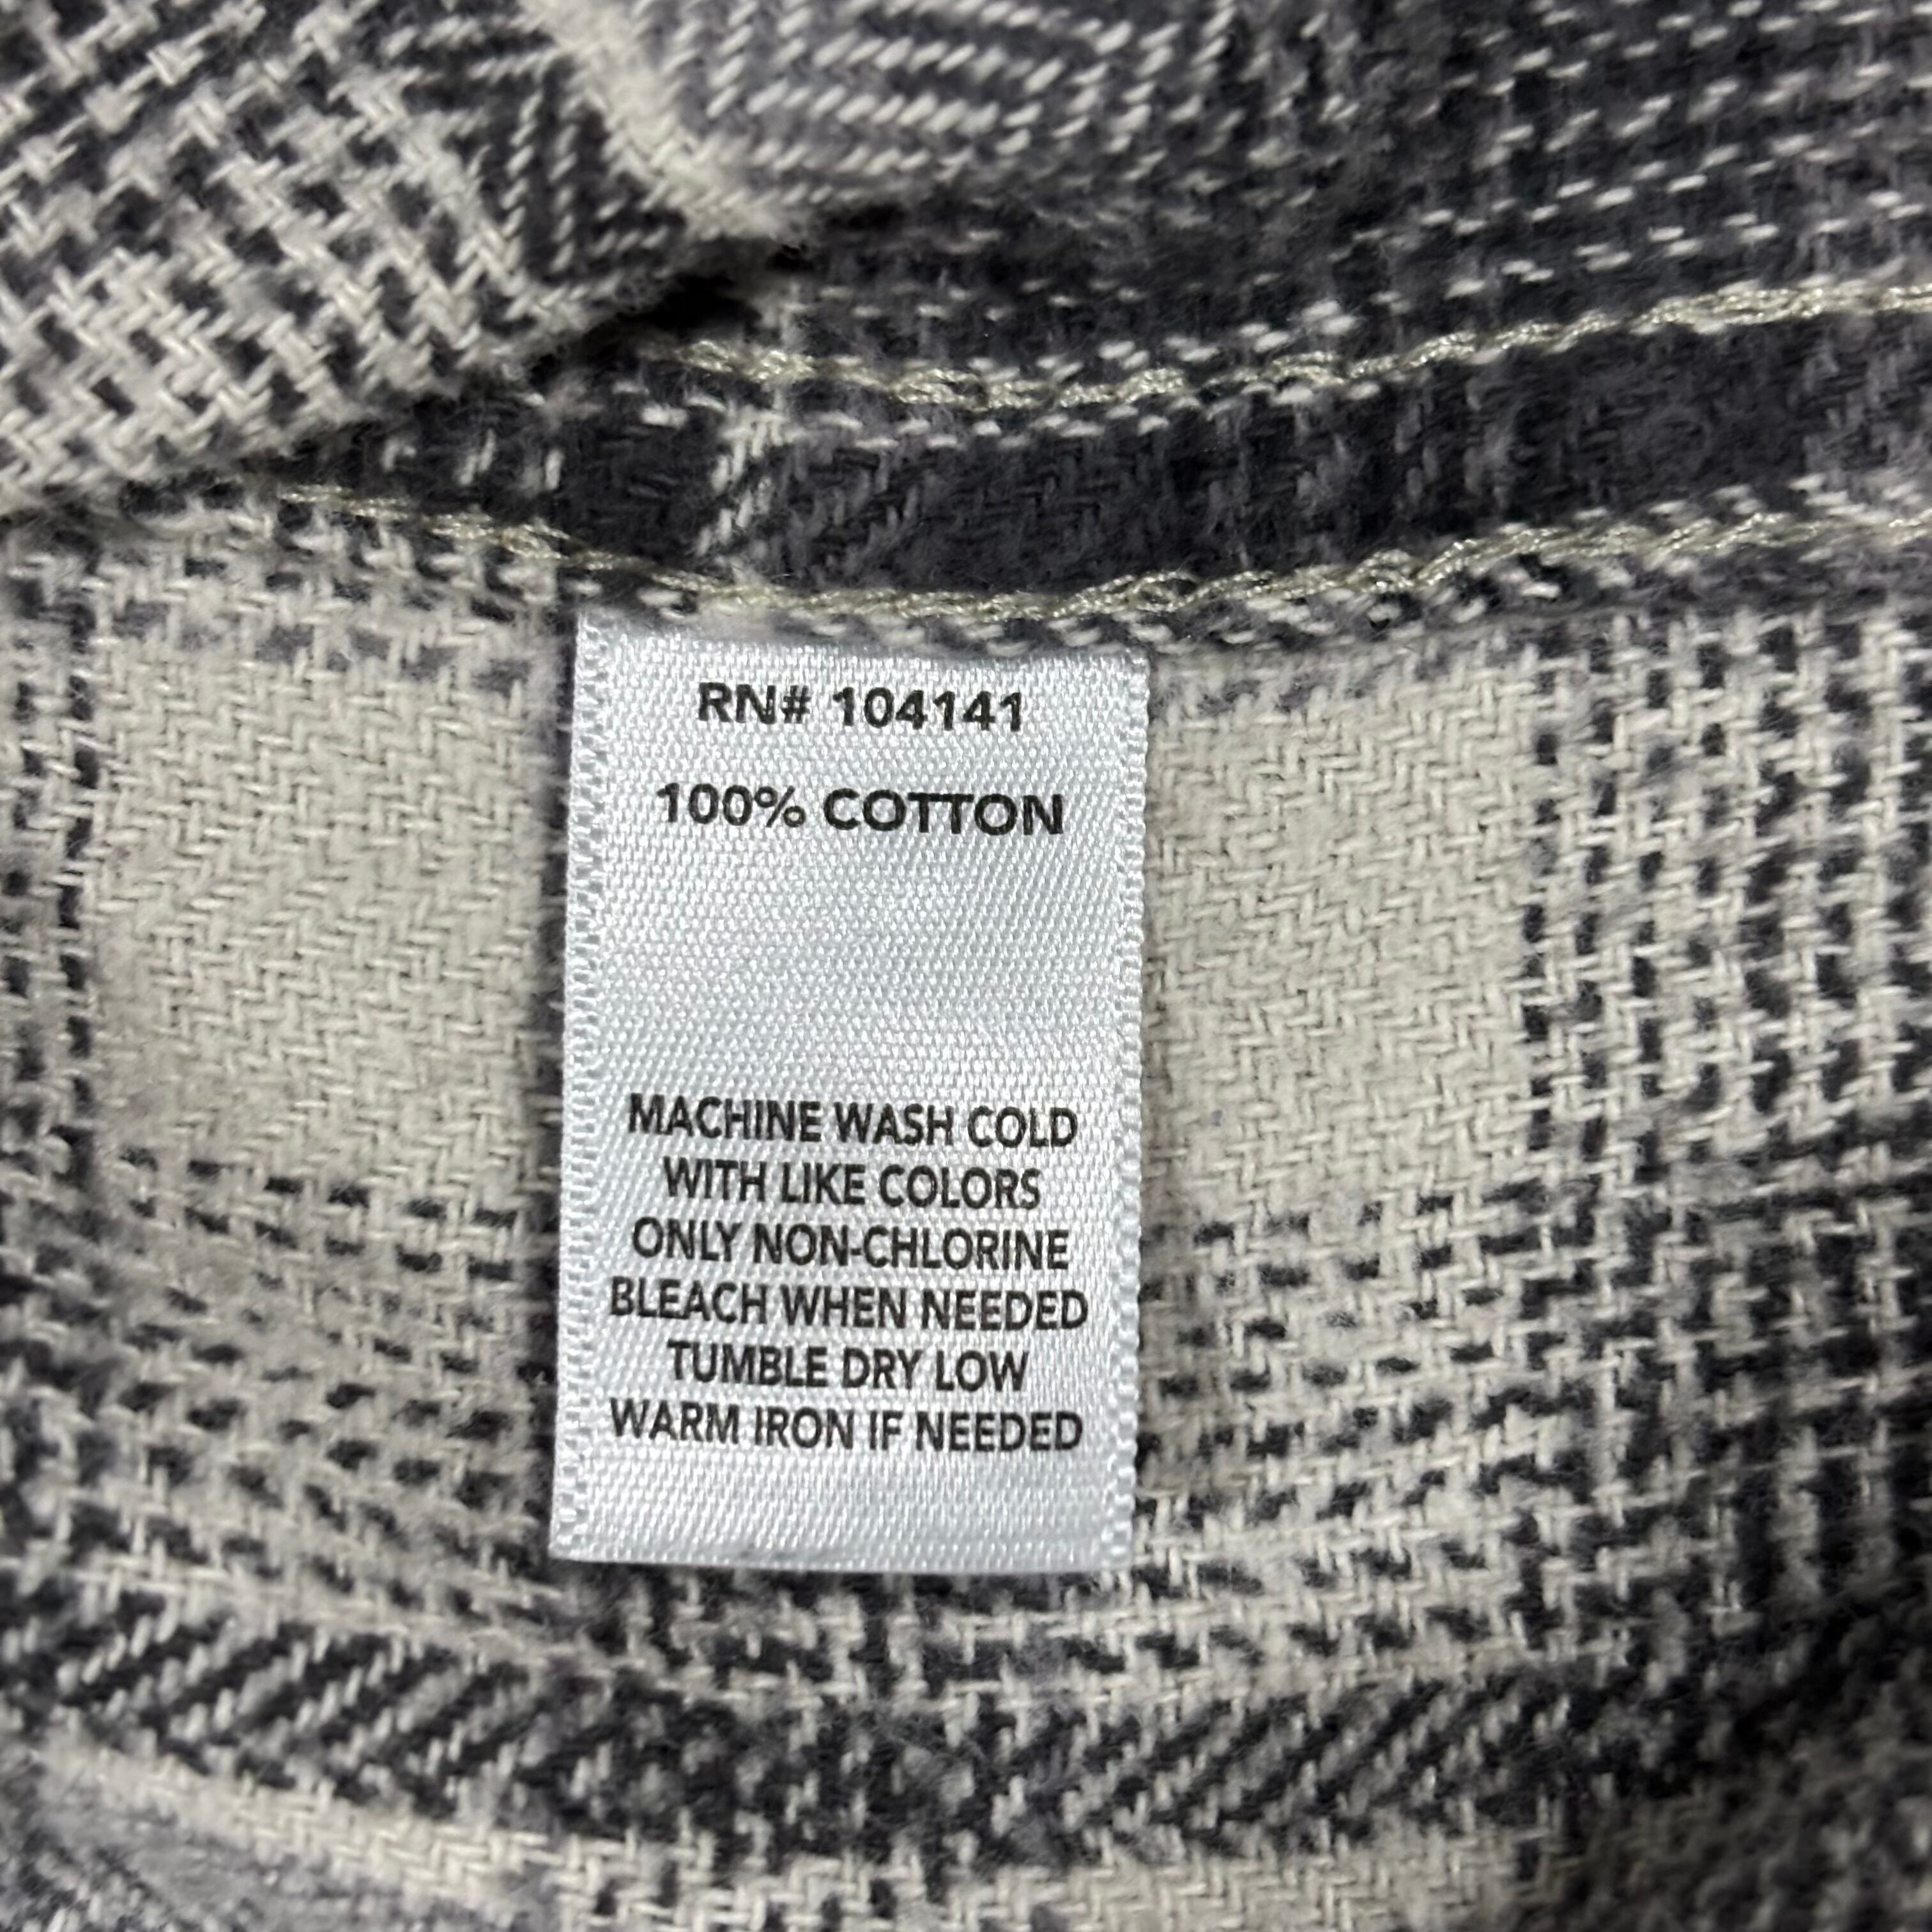 RN# 104141
100% COTTON
MACHINE WASH COLD
WITH LIKE COLORS
ONLY NON-CHLORINE
BLEACH WHEN NEEDED
TUMBLE DRY LOW
WARM IRON IF NEEDED